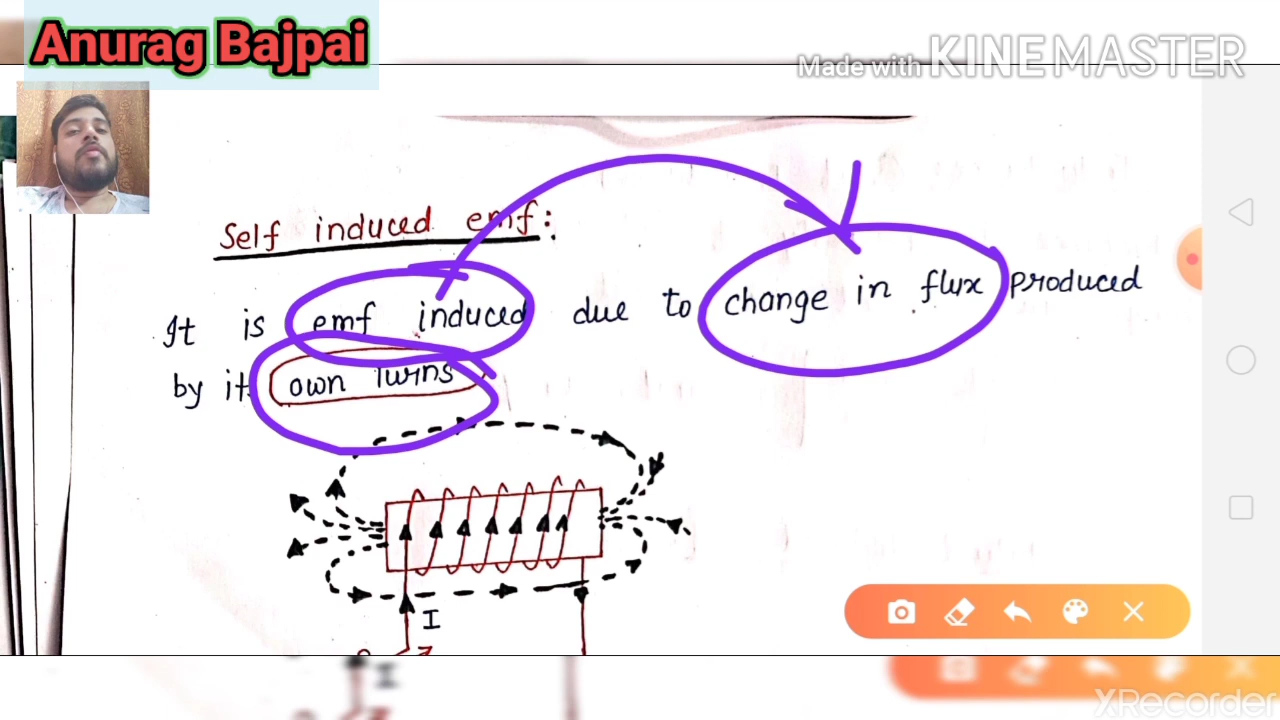 Anurag Bajpai
Made with KINEMASTER
Self induced emf:
It is emf induced due to change in flux produced
by it own Turns
I
I
XRecorder